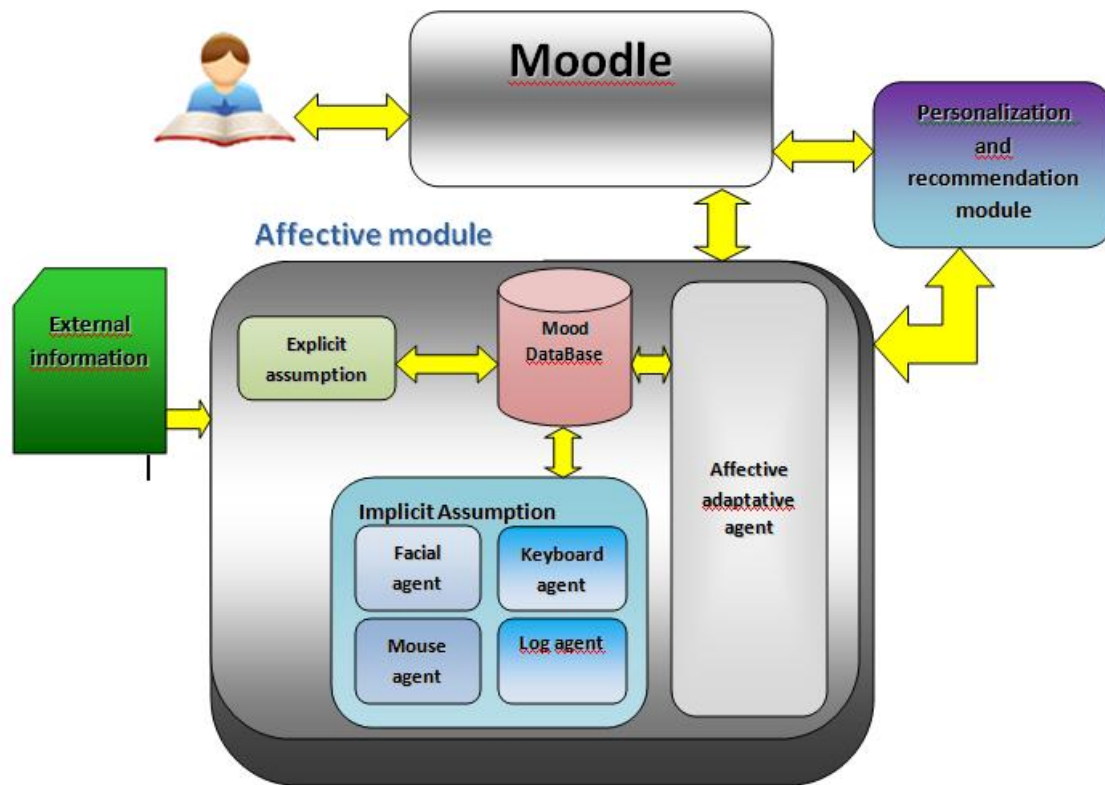 Moodle
Personalization
and
recommendation
module
Affective module
External
information
Explicit
assumption
Mood
DataBase
Affective
adaptative
agent
Implicit Assumption
Facial
agent
Keyboard
agent
Mouse
agent
Log agent